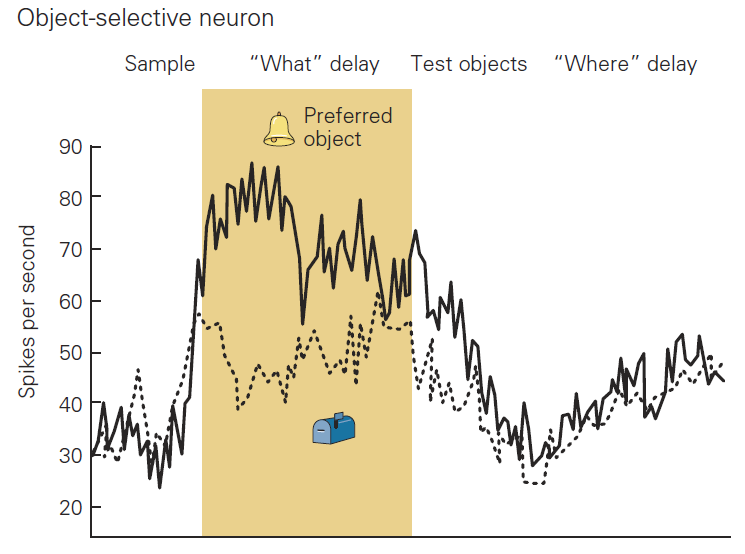 Object-selective neuron
Sample “What” delay Test objects “Where” delay
Preferred
object
Spikes per second
90
80
70
60
50
40
30
20